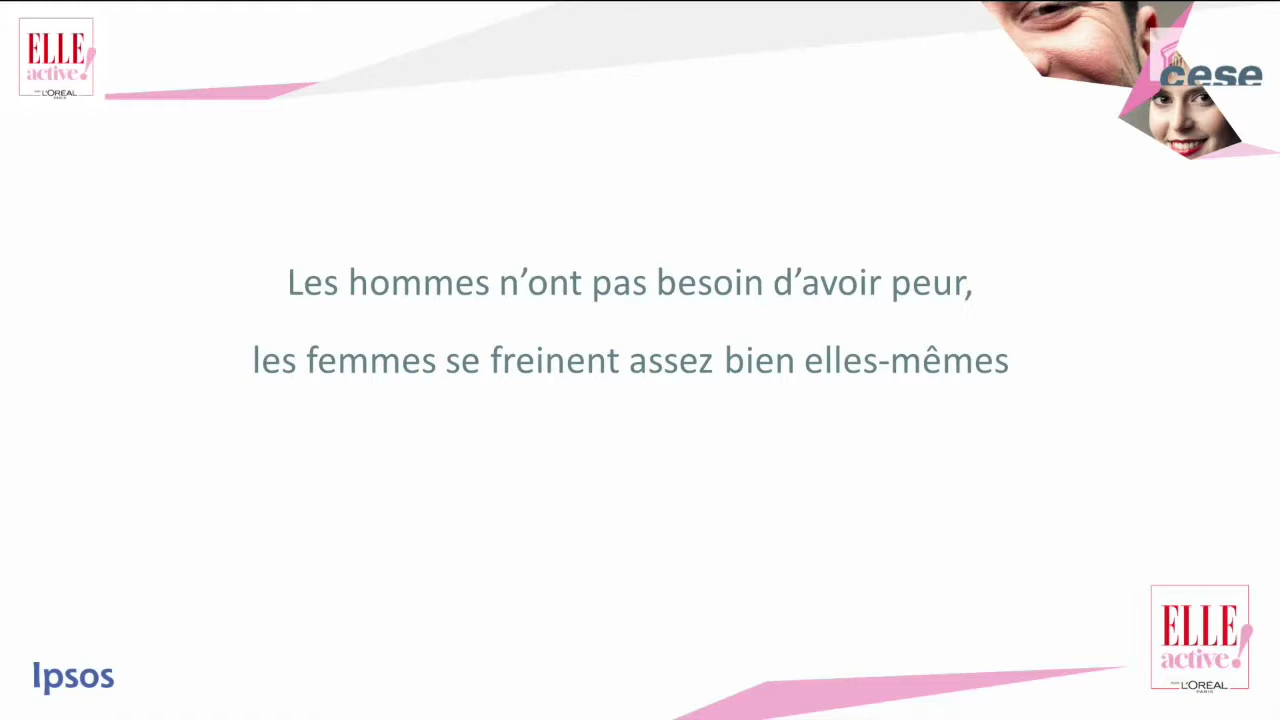 ELLE
active!
L'ORÉAL
PARIS
cese
Les hommes n’ont pas besoin d’avoir peur,
les femmes se freinent assez bien elles-mêmes
Ipsos
ELLE
active!
L'ORÉAL
PARIS